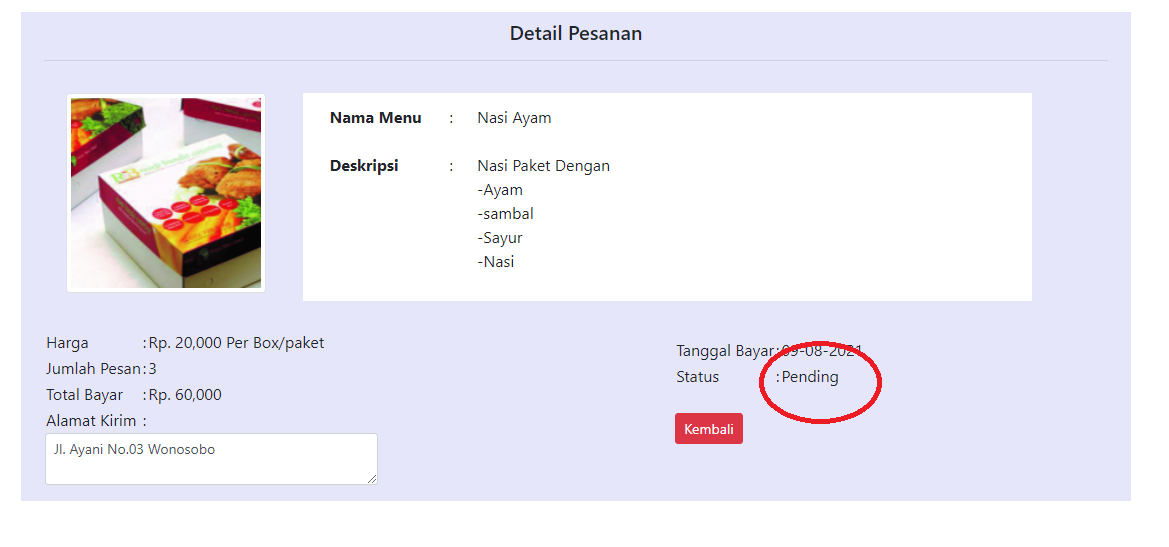 Detail Pesanan
Nama Menu : Nasi Ayam
Deskripsi : Nasi Paket Dengan
-Ayam
-sambal
-Sayur
-Nasi
Harga :Rp. 20,000 Per Box/paket
Jumlah Pesan:3
Total Bayar :Rp. 60,000
Alamat Kirim :
Jl. Ayani No.03 Wonosobo
Tanggal Bayar:09-08-2021
Status :Pending
Kembali